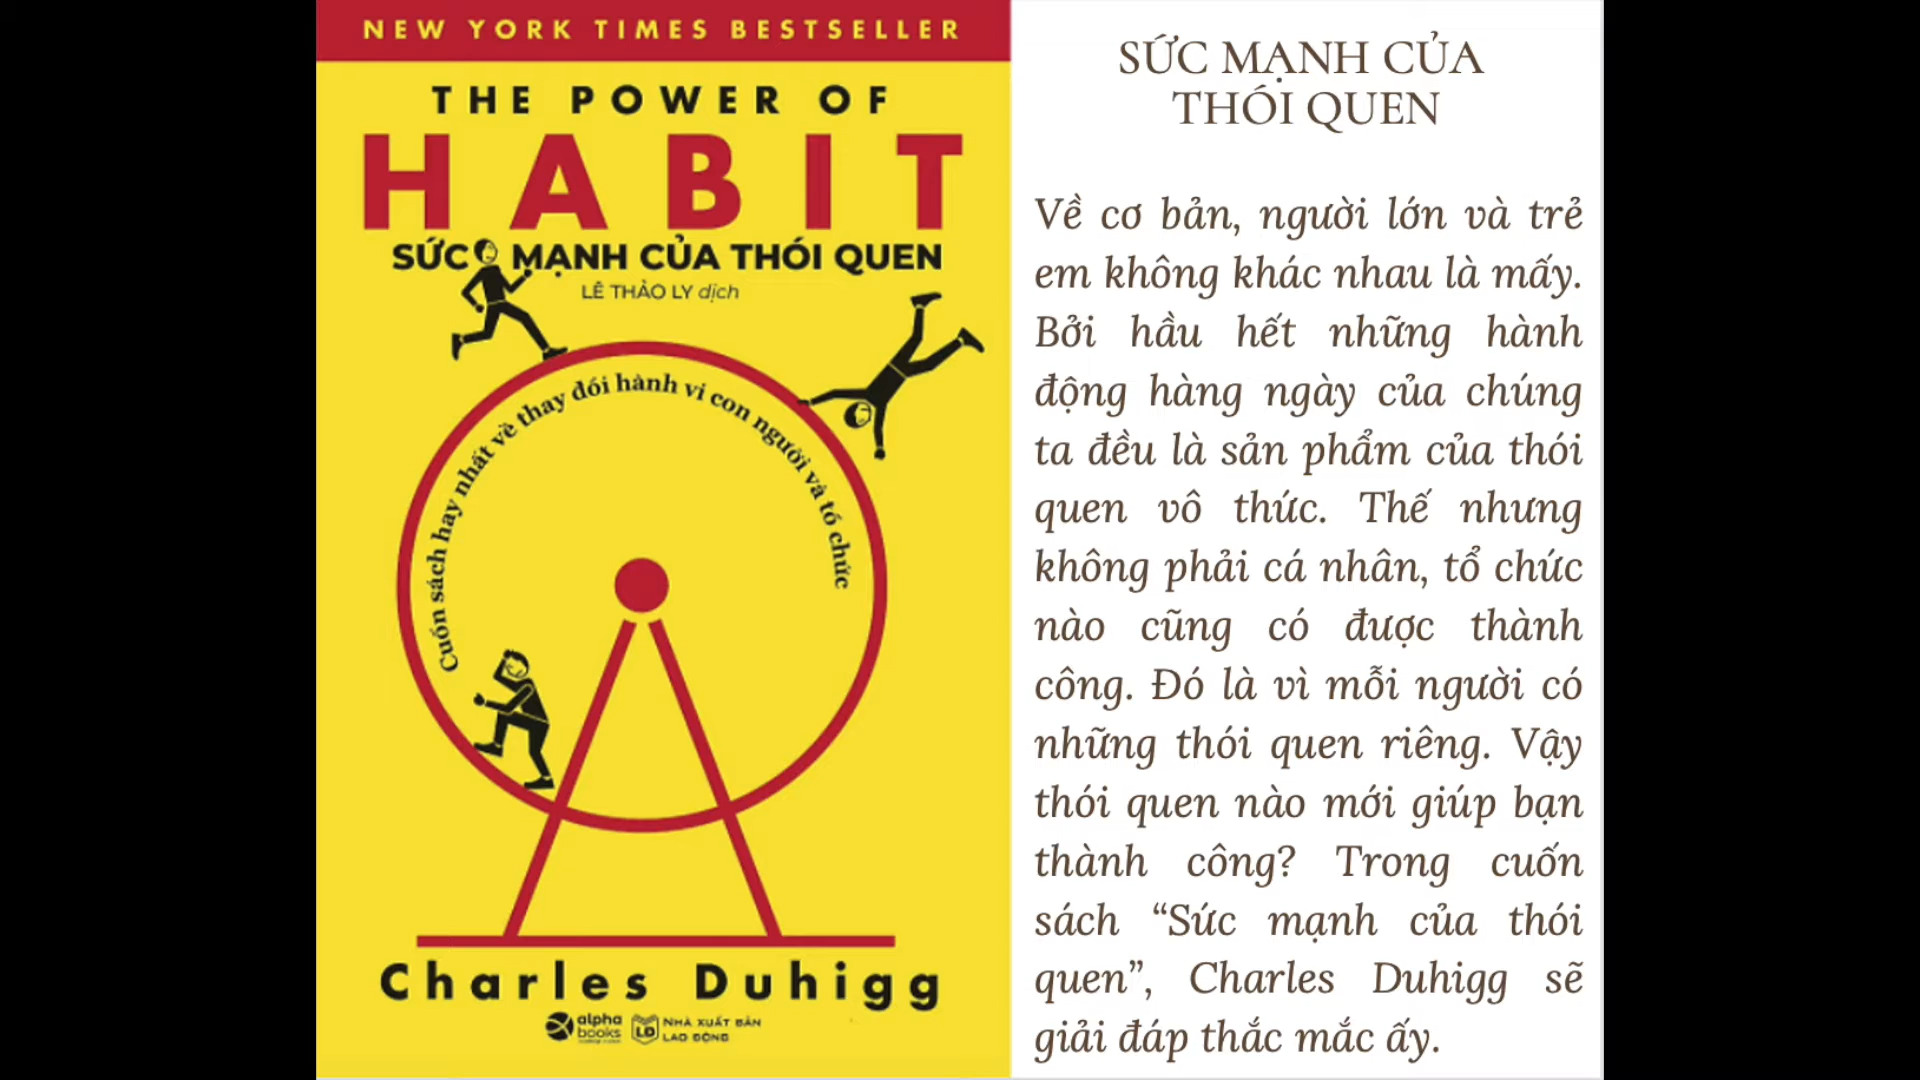 NEW YORK TIMES BESTSELLER
THE POWER OF
HABIT
SỨC MẠNH CỦA THÓI QUEN
LÊ THẢO LY dịch
Cuốn sách hay nhất về thay đổi hành vi con người và tổ chức
Charles Duhigg
alpha
books
LĐ
NHÀ XUẤT BẢN
LAO ĐỘNG
SỨC MẠNH CỦA
THÓI QUEN
Về cơ bản, người lớn và trẻ
em không khác nhau là mấy.
Bởi hầu hết những hành
động hàng ngày của chúng
ta đều là sản phẩm của thói
quen vô thức. Thế nhưng
không phải cá nhân, tổ chức
nào cũng có được thành
công. Đó là vì mỗi người có
những thói quen riêng. Vậy
thói quen nào mới giúp bạn
thành công? Trong cuốn
sách “Sức mạnh của thói
quen”, Charles Duhigg sẽ
giải đáp thắc mắc ấy.